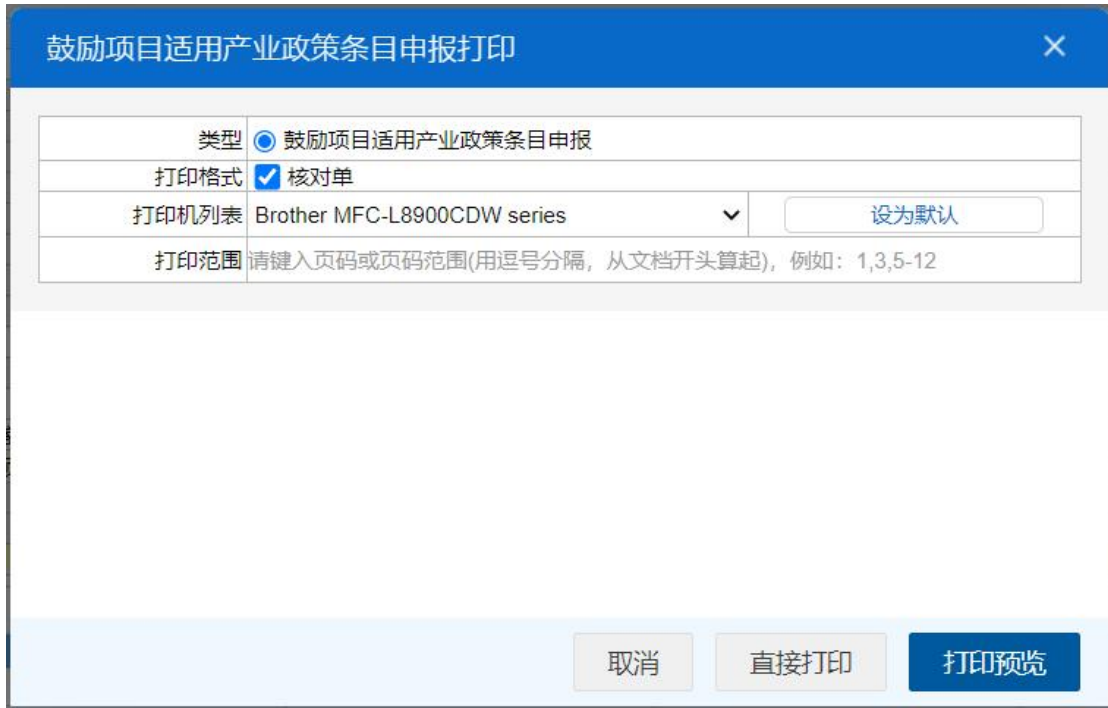 鼓励项目适用产业政策条目申报打印
类型 鼓励项目适用产业政策条目申报
打印格式 核对单
打印机列表 Brother MFC-L8900CDW series 设为默认
打印范围 请键入页码或页码范围(用逗号分隔，从文档开头算起)，例如：1,3,5-12
取消 直接打印 打印预览